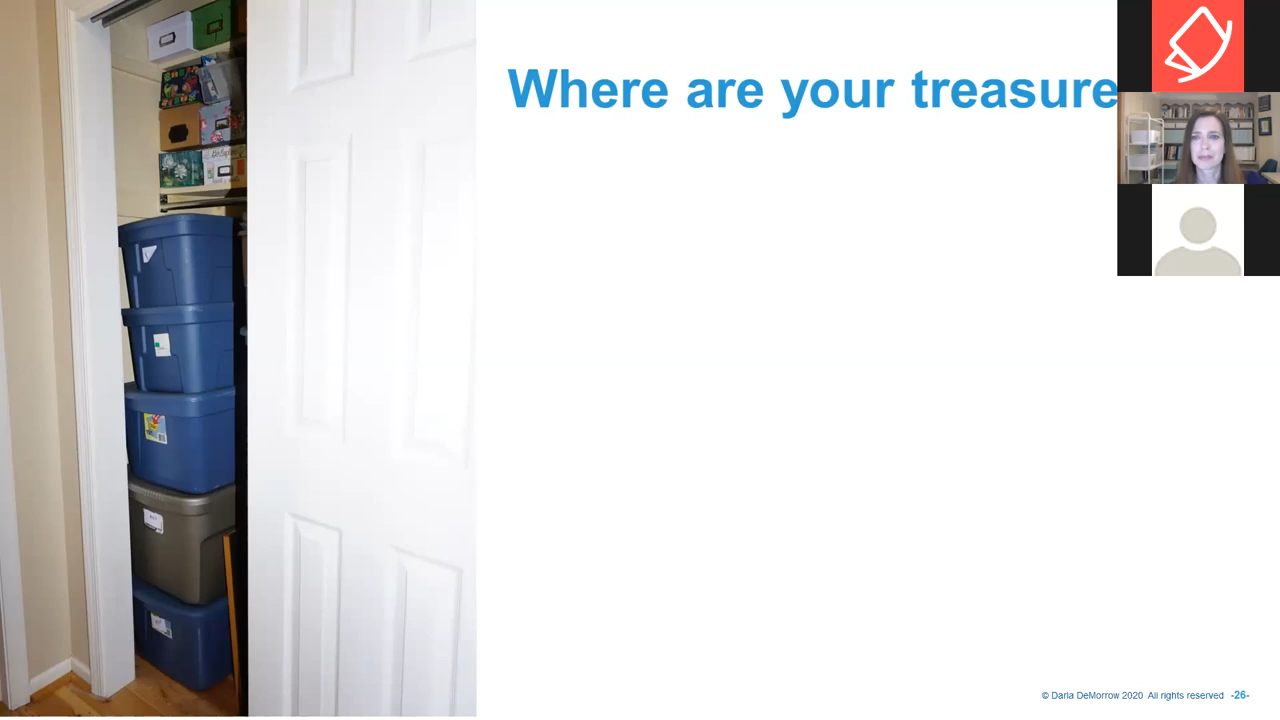 Where are your treasure
© Darla DeMorrow 2020 All rights reserved -26-